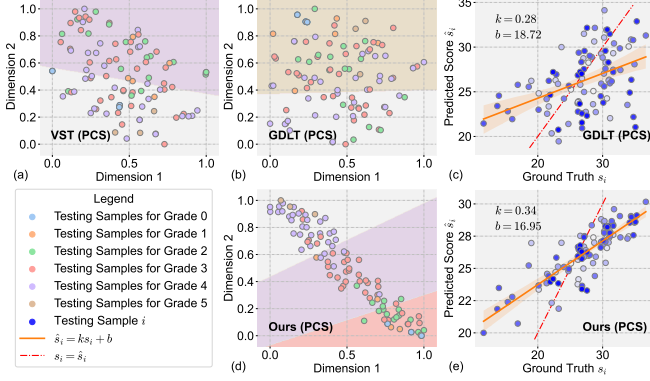 Dimension 2
1.0
0.8
0.6
0.4
0.2
0.0
VST (PCS)
0.0
0.5
1.0
(a)
Dimension 1
Dimension 2
1.0
0.8
0.6
0.4
0.2
0.0
GDLT (PCS)
0.0
0.5
1.0
(b)
Dimension 1
Predicted Score ŝᵢ
35
30
25
22
20
k = 0.28
b = 18.72
GDLT (PCS)
20
30
(c)
Ground Truth sᵢ
Legend
Testing Samples for Grade 0
Testing Samples for Grade 1
Testing Samples for Grade 2
Testing Samples for Grade 3
Testing Samples for Grade 4
Testing Samples for Grade 5
Testing Sample i
ŝᵢ = ksᵢ + b
sᵢ = ŝᵢ
Dimension 2
1.0
0.8
0.6
0.4
0.2
0.0
Ours (PCS)
0.0
0.5
1.0
(d)
Dimension 1
Predicted Score ŝᵢ
30
28
26
25
22
20
k = 0.34
b = 16.95
Ours (PCS)
20
30
(e)
Ground Truth sᵢ